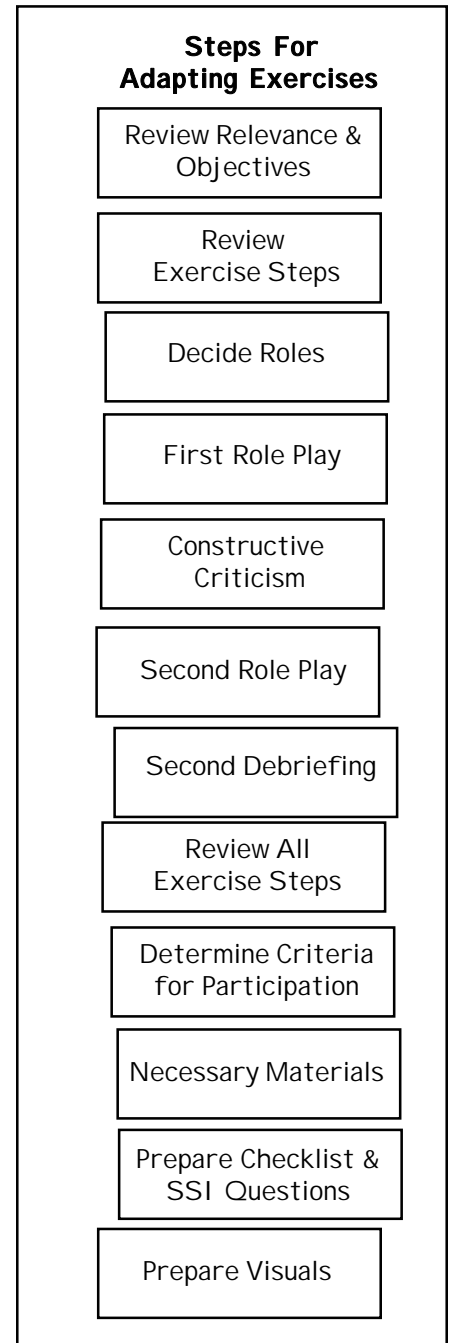 Steps For
Adapting Exercises
Review Relevance &
Objectives
Review
Exercise Steps
Decide Roles
First Role Play
Constructive
Criticism
Second Role Play
Second Debriefing
Review All
Exercise Steps
Determine Criteria
for Participation
Necessary Materials
Prepare Checklist &
SSI Questions
Prepare Visuals